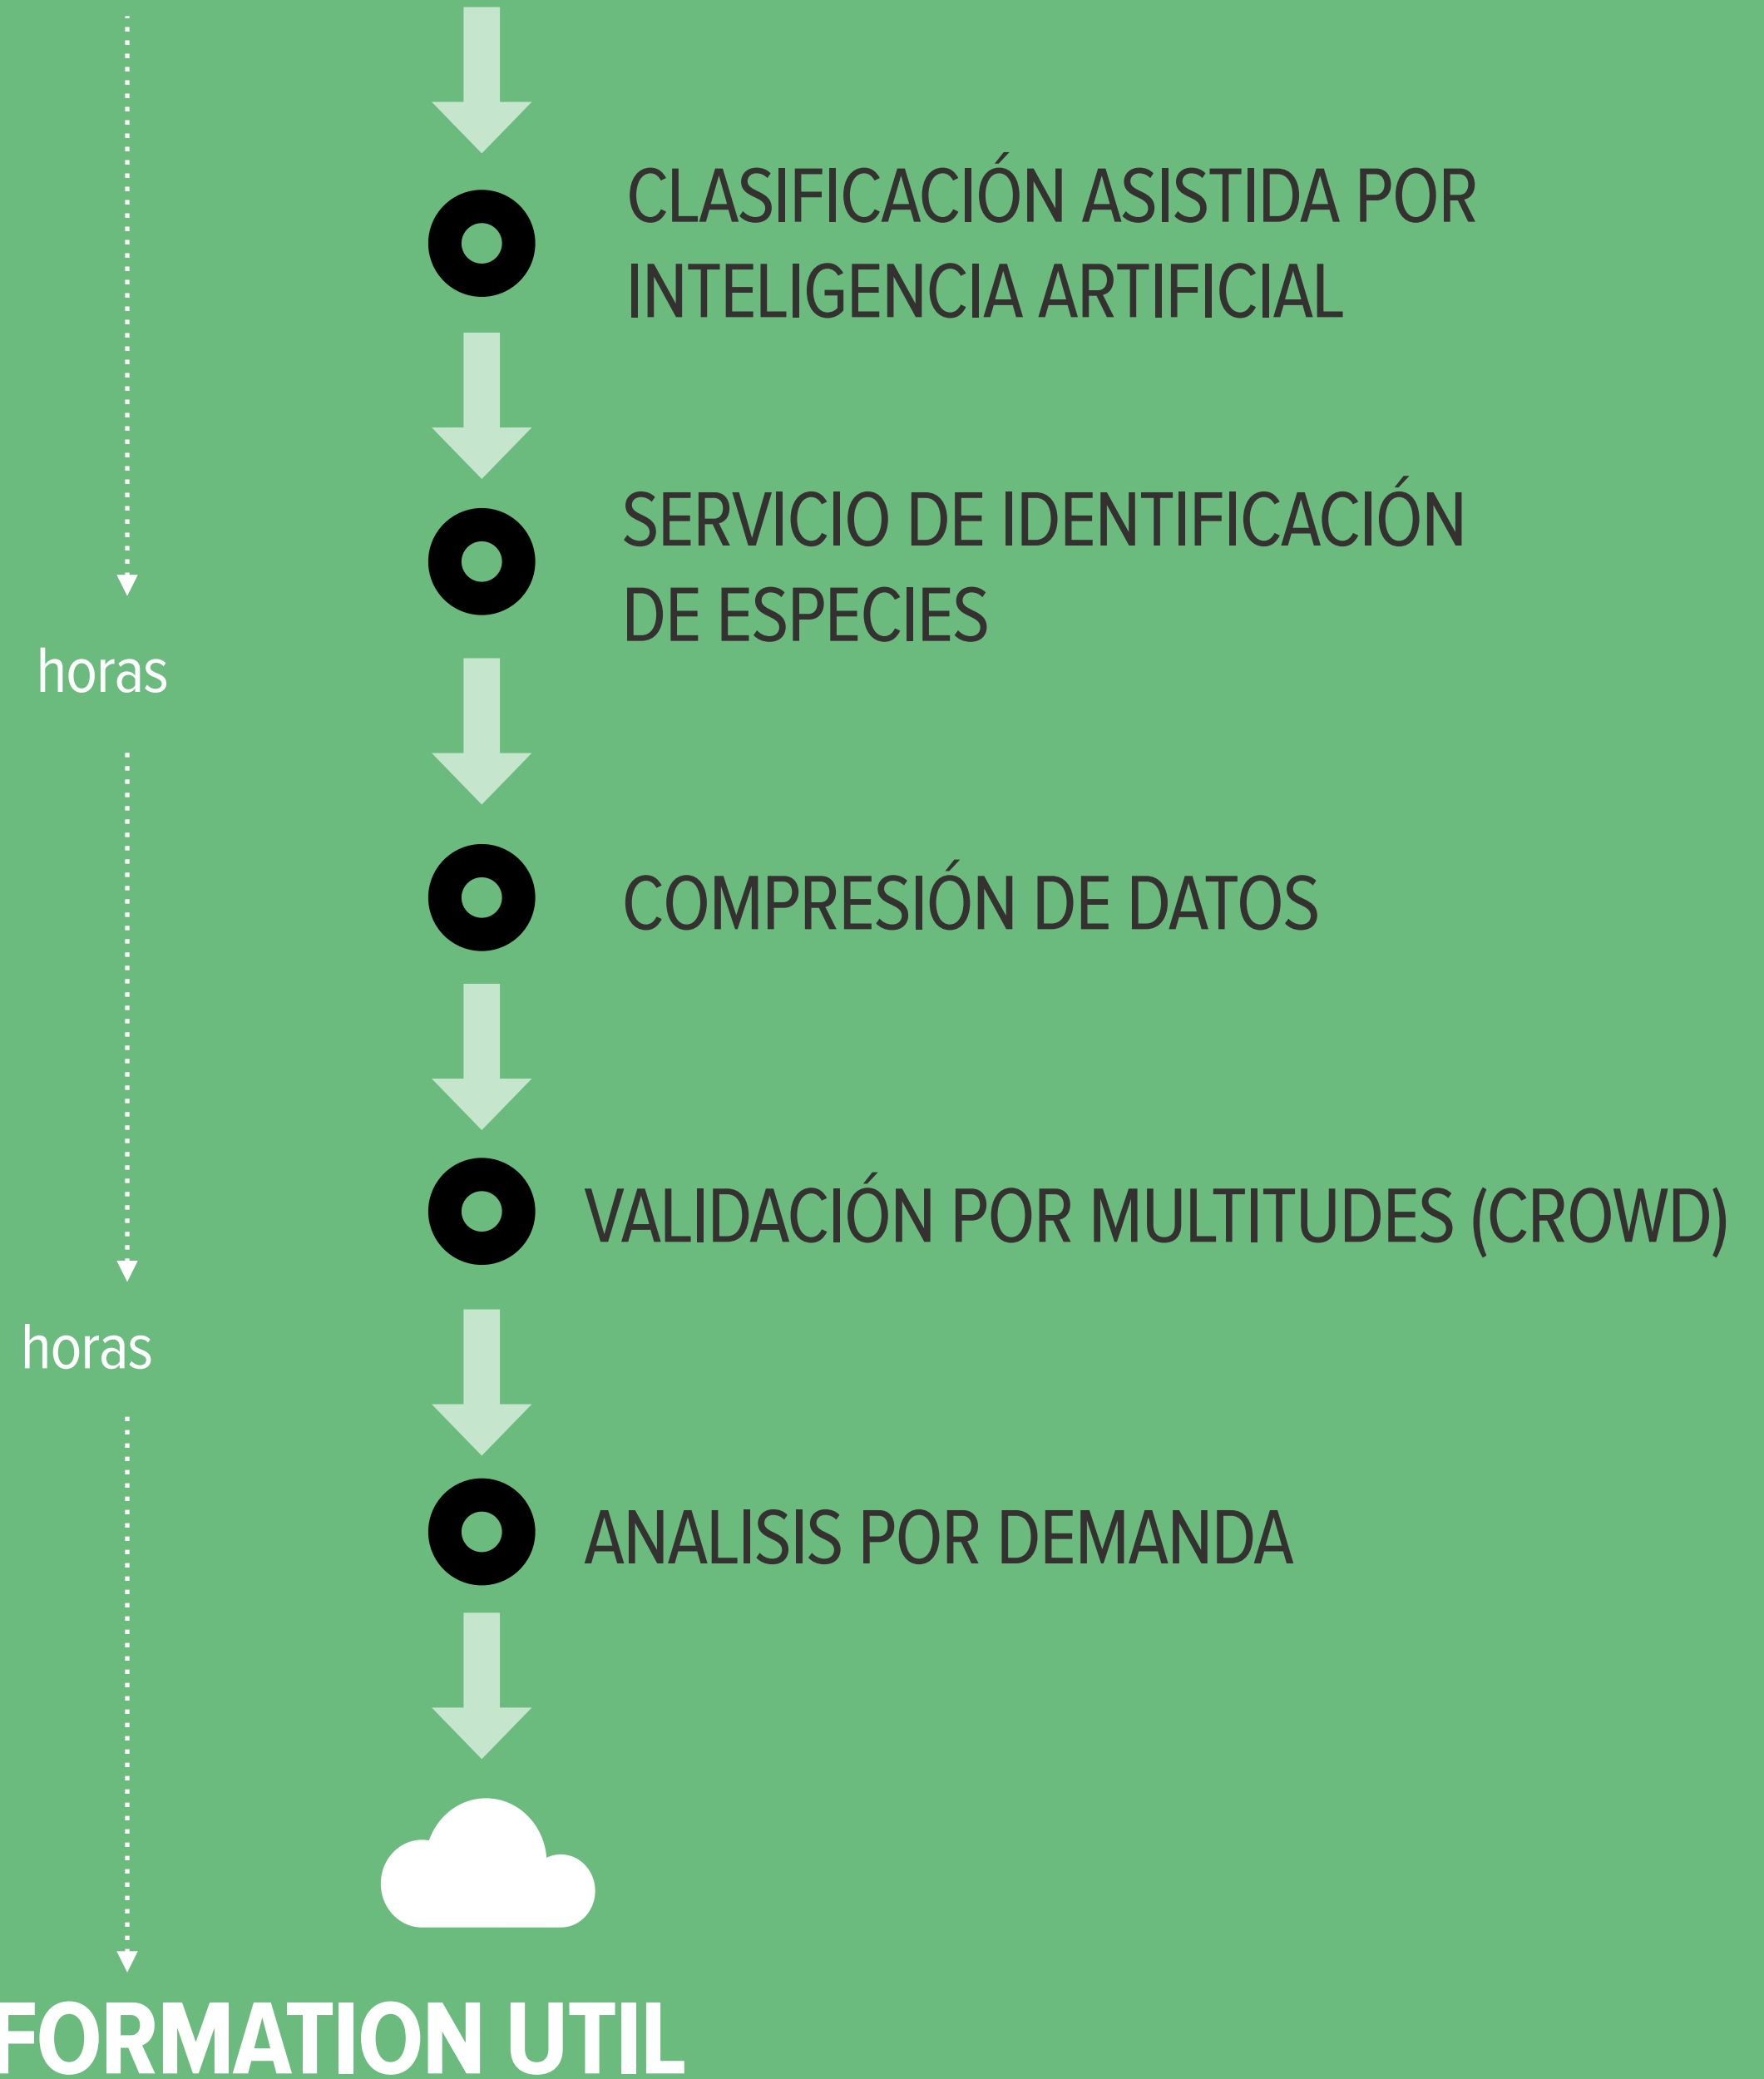 CLASIFICACIÓN ASISTIDA POR
INTELIGENCIA ARTIFICIAL
SERVICIO DE IDENTIFICACIÓN
DE ESPECIES
horas
COMPRESIÓN DE DATOS
VALIDACIÓN POR MULTITUDES (CROWD)
horas
ANALISIS POR DEMANDA
FORMATION UTIL